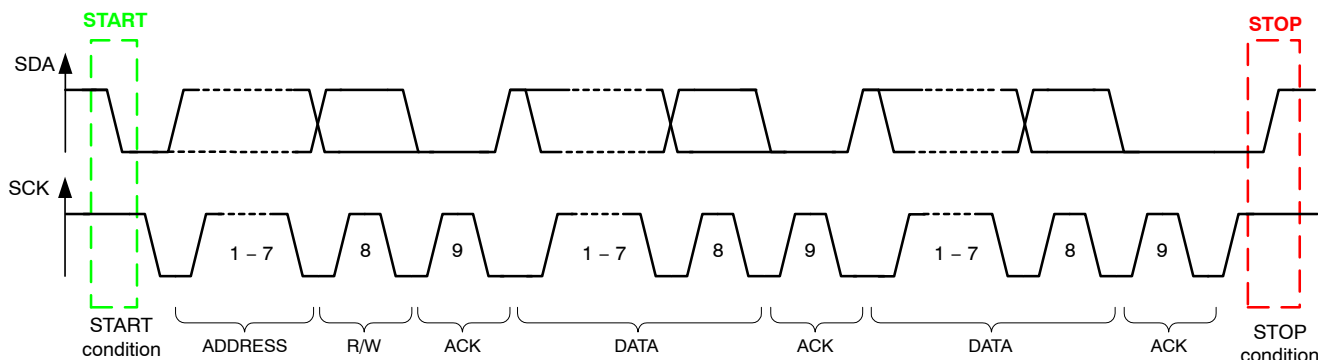 START
STOP
SDA
SCK
1 – 7
8
9
1 – 7
8
9
1 – 7
8
9
START
condition
ADDRESS
R/W
ACK
DATA
ACK
DATA
ACK
STOP
condition